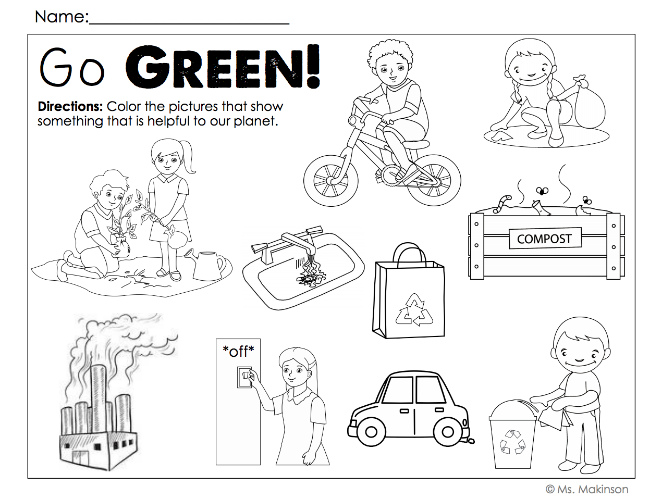 Name:____________________
Go GREEN!
Directions: Color the pictures that show
something that is helpful to our planet.
COMPOST
*off*
© Ms. Makinson